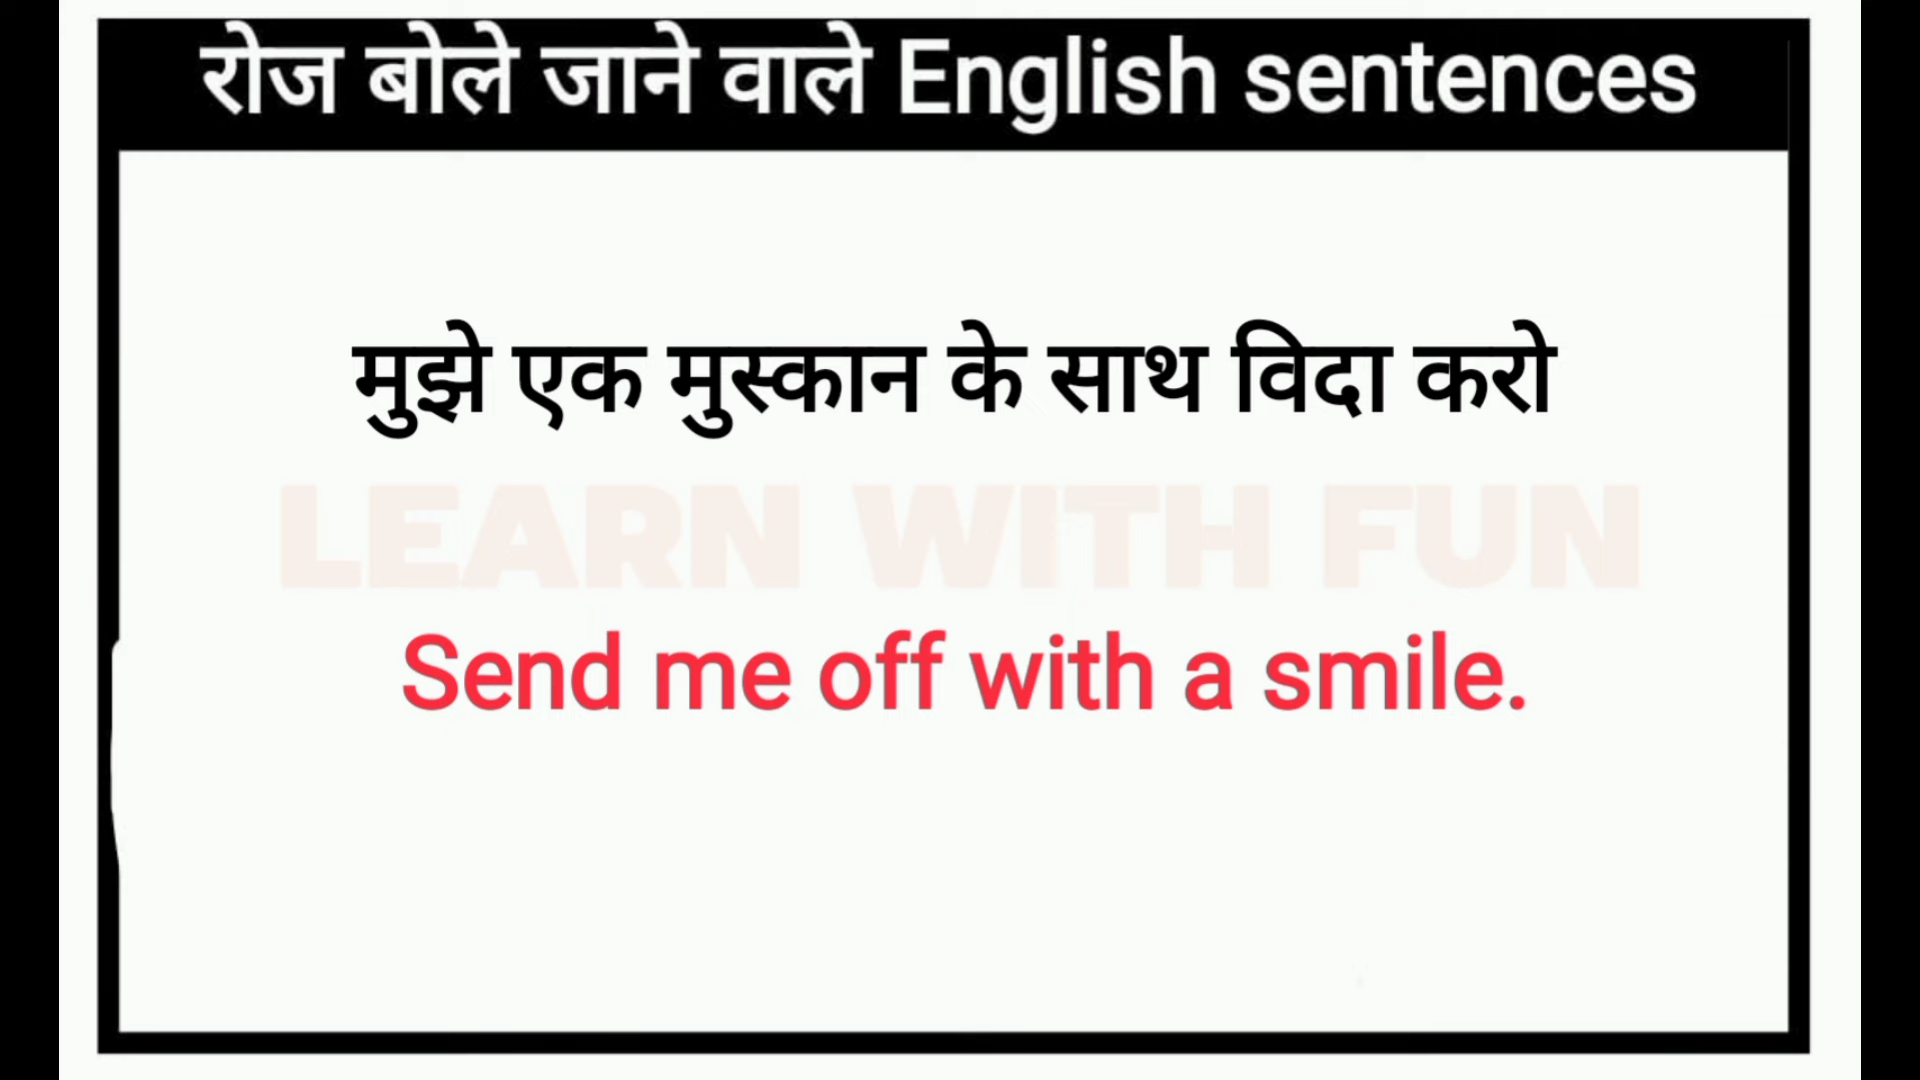 रोज बोले जाने वाले English sentences
मुझे एक मुस्कान के साथ विदा करो
LEARN WITH FUN
Send me off with a smile.